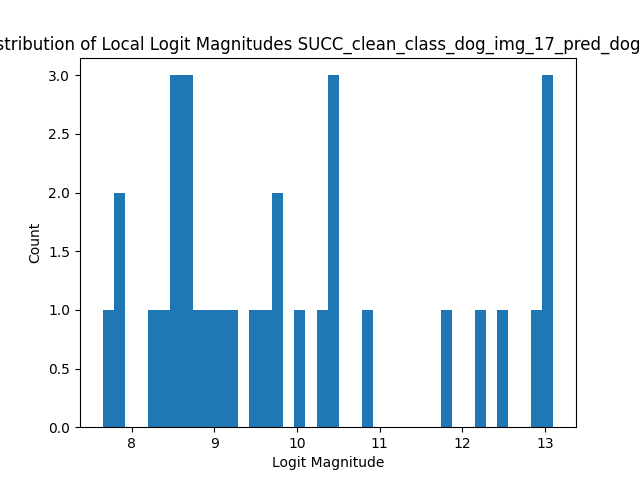 stribution of Local Logit Magnitudes SUCC_clean_class_dog_img_17_pred_dog
3.0
2.5
2.0
1.5
1.0
0.5
0.0
Count
8 9 10 11 12 13
Logit Magnitude